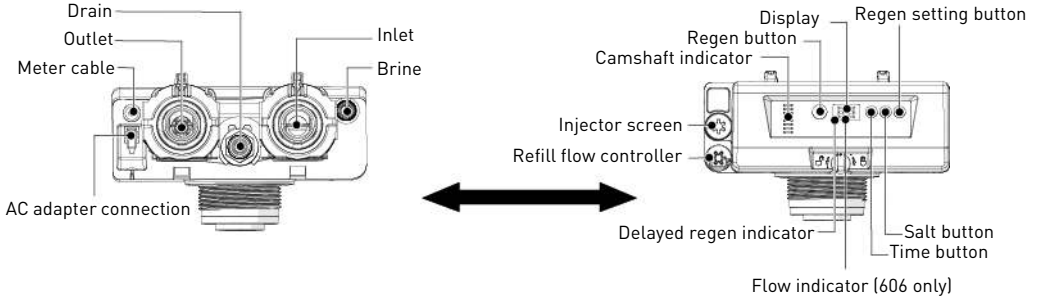 Drain
Outlet
Meter cable
Inlet
Brine
AC adapter connection
Display
Regen setting button
Regen button
Camshaft indicator
Injector screen
Refill flow controller
Delayed regen indicator
Salt button
Time button
Flow indicator (606 only)